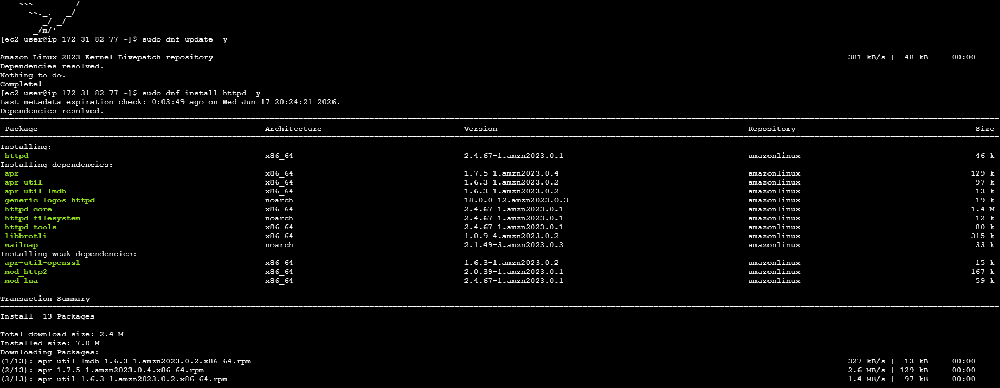 ~~~         /
      ~~._.   _/
         _/ _/
       _/m/'
[ec2-user@ip-172-31-82-77 ~]$ sudo dnf update -y

Amazon Linux 2023 Kernel Livepatch repository 381 kB/s |  48 kB     00:00
Dependencies resolved.
Nothing to do.
Complete!
[ec2-user@ip-172-31-82-77 ~]$ sudo dnf install httpd -y
Last metadata expiration check: 0:03:49 ago on Wed Jun 17 20:24:21 2026.
Dependencies resolved.
================================================================================
 Package Architecture Version Repository Size
================================================================================
Installing:
 httpd x86_64 2.4.67-1.amzn2023.0.1 amazonlinux 46 k
Installing dependencies:
 apr x86_64 1.7.5-1.amzn2023.0.4 amazonlinux 129 k
 apr-util x86_64 1.6.3-1.amzn2023.0.2 amazonlinux 97 k
 apr-util-lmdb x86_64 1.6.3-1.amzn2023.0.2 amazonlinux 13 k
 generic-logos-httpd noarch 18.0.0-12.amzn2023.0.3 amazonlinux 19 k
 httpd-core x86_64 2.4.67-1.amzn2023.0.1 amazonlinux 1.4 M
 httpd-filesystem noarch 2.4.67-1.amzn2023.0.1 amazonlinux 12 k
 httpd-tools x86_64 2.4.67-1.amzn2023.0.1 amazonlinux 80 k
 libbrotli x86_64 1.0.9-4.amzn2023.0.2 amazonlinux 315 k
 mailcap noarch 2.1.49-3.amzn2023.0.3 amazonlinux 33 k
Installing weak dependencies:
 apr-util-openssl x86_64 1.6.3-1.amzn2023.0.2 amazonlinux 15 k
 mod_http2 x86_64 2.0.39-1.amzn2023.0.1 amazonlinux 167 k
 mod_lua x86_64 2.4.67-1.amzn2023.0.1 amazonlinux 59 k

Transaction Summary
================================================================================
Install  13 Packages

Total download size: 2.4 M
Installed size: 7.0 M
Downloading Packages:
(1/13): apr-util-lmdb-1.6.3-1.amzn2023.0.2.x86_64.rpm 327 kB/s |  13 kB     00:00
(2/13): apr-1.7.5-1.amzn2023.0.4.x86_64.rpm 2.6 MB/s | 129 kB     00:00
(3/13): apr-util-1.6.3-1.amzn2023.0.2.x86_64.rpm 1.4 MB/s |  97 kB     00:00